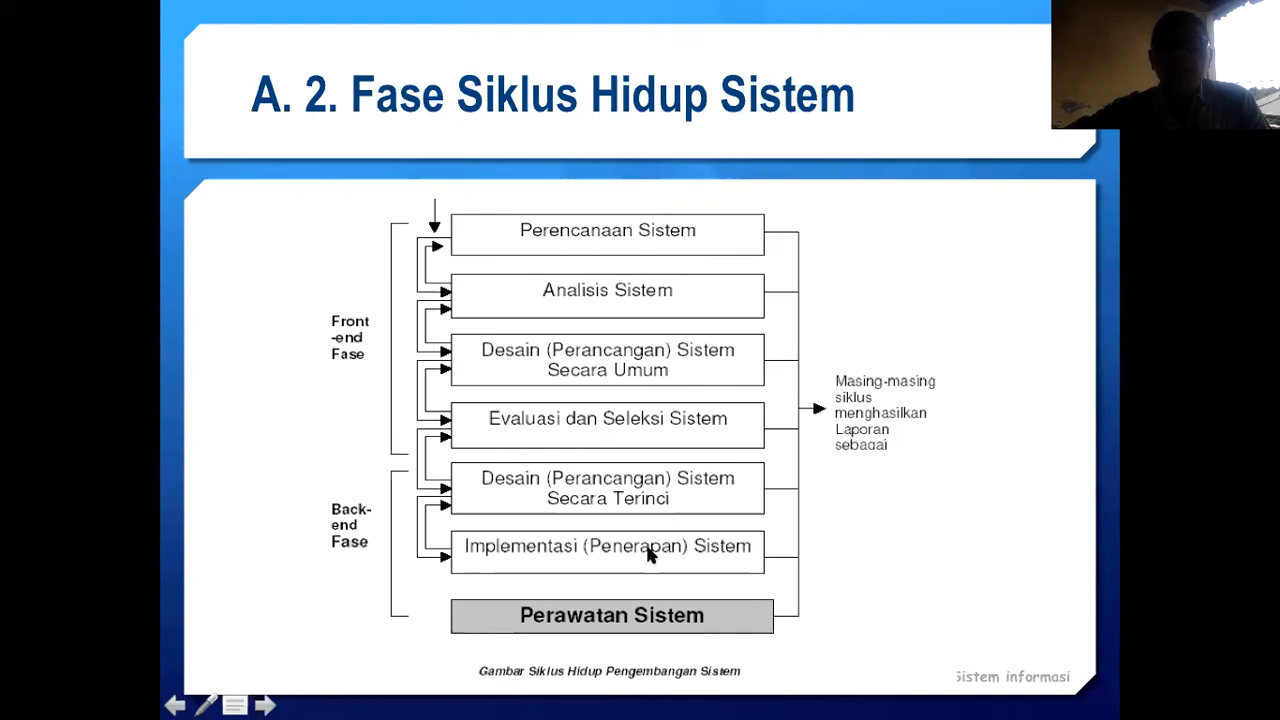 A. 2. Fase Siklus Hidup Sistem
Perencanaan Sistem
Analisis Sistem
Front
-end
Fase
Desain (Perancangan) Sistem
Secara Umum
Evaluasi dan Seleksi Sistem
Masing-masing
siklus
menghasilkan
Laporan
sebagai
Desain (Perancangan) Sistem
Secara Terinci
Back-
end
Fase
Implementasi (Penerapan) Sistem
Perawatan Sistem
Gambar Siklus Hidup Pengembangan Sistem
Sistem informasi